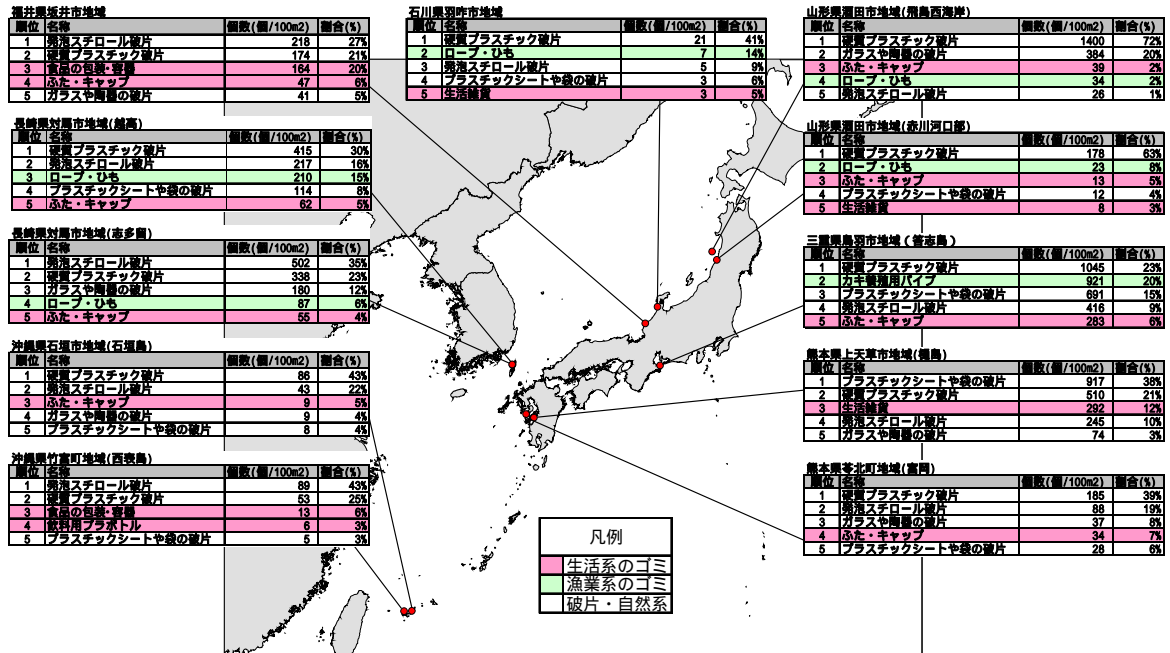 福井県坂井市地域
順位 名称 個数(個/100m2) 割合(%)
1 発泡スチロール破片 218 27%
2 硬質プラスチック破片 174 21%
3 食品の包装・容器 164 20%
4 ふた・キャップ 47 6%
5 ガラスや陶器の破片 41 5%
長崎県対馬市地域(越高)
順位 名称 個数(個/100m2) 割合(%)
1 硬質プラスチック破片 415 30%
2 発泡スチロール破片 217 16%
3 ロープ・ひも 210 15%
4 プラスチックシートや袋の破片 114 8%
5 ふた・キャップ 62 5%
長崎県対馬市地域(志多留)
順位 名称 個数(個/100m2) 割合(%)
1 発泡スチロール破片 502 35%
2 硬質プラスチック破片 338 23%
3 ガラスや陶器の破片 180 12%
4 ロープ・ひも 87 6%
5 ふた・キャップ 55 4%
沖縄県石垣市地域(石垣島)
順位 名称 個数(個/100m2) 割合(%)
1 硬質プラスチック破片 86 43%
2 発泡スチロール破片 43 22%
3 ふた・キャップ 9 5%
4 ガラスや陶器の破片 9 4%
5 プラスチックシートや袋の破片 8 4%
沖縄県竹富町地域(西表島)
順位 名称 個数(個/100m2) 割合(%)
1 発泡スチロール破片 89 43%
2 硬質プラスチック破片 53 25%
3 食品の包装・容器 13 6%
4 飲料用プラボトル 6 3%
5 プラスチックシートや袋の破片 5 3%
石川県羽咋市地域
順位 名称 個数(個/100m2) 割合(%)
1 硬質プラスチック破片 21 41%
2 ロープ・ひも 7 14%
3 発泡スチロール破片 5 9%
4 プラスチックシートや袋の破片 3 6%
5 生活雑貨 3 5%
凡例
生活系のゴミ
漁業系のゴミ
破片・自然系
山形県酒田市地域(飛島西海岸)
順位 名称 個数(個/100m2) 割合(%)
1 硬質プラスチック破片 1400 72%
2 ガラスや陶器の破片 384 20%
3 ふた・キャップ 39 2%
4 ロープ・ひも 34 2%
5 発泡スチロール破片 26 1%
山形県酒田市地域(赤川河口部)
順位 名称 個数(個/100m2) 割合(%)
1 硬質プラスチック破片 178 63%
2 ロープ・ひも 23 8%
3 ふた・キャップ 13 5%
4 プラスチックシートや袋の破片 12 4%
5 生活雑貨 8 3%
三重県鳥羽市地域(答志島)
順位 名称 個数(個/100m2) 割合(%)
1 硬質プラスチック破片 1045 23%
2 カキ養殖用パイプ 921 20%
3 プラスチックシートや袋の破片 691 15%
4 発泡スチロール破片 416 9%
5 ふた・キャップ 283 6%
熊本県上天草市地域(樋島)
順位 名称 個数(個/100m2) 割合(%)
1 プラスチックシートや袋の破片 917 38%
2 硬質プラスチック破片 510 21%
3 生活雑貨 292 12%
4 発泡スチロール破片 245 10%
5 ガラスや陶器の破片 74 3%
熊本県苓北町地域(富岡)
順位 名称 個数(個/100m2) 割合(%)
1 硬質プラスチック破片 185 39%
2 発泡スチロール破片 88 19%
3 ガラスや陶器の破片 37 8%
4 ふた・キャップ 34 7%
5 プラスチックシートや袋の破片 28 6%